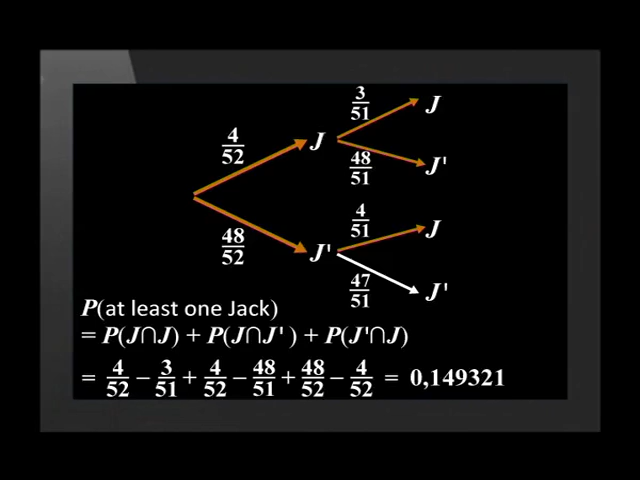 3/51 J
4/52 J
48/51 J'
4/51 J
48/52 J'
47/51 J'
P(at least one Jack)
= P(J∩J) + P(J∩J' ) + P(J'∩J)
= 4/52 − 3/51 + 4/52 − 48/51 + 48/52 − 4/52 = 0,149321